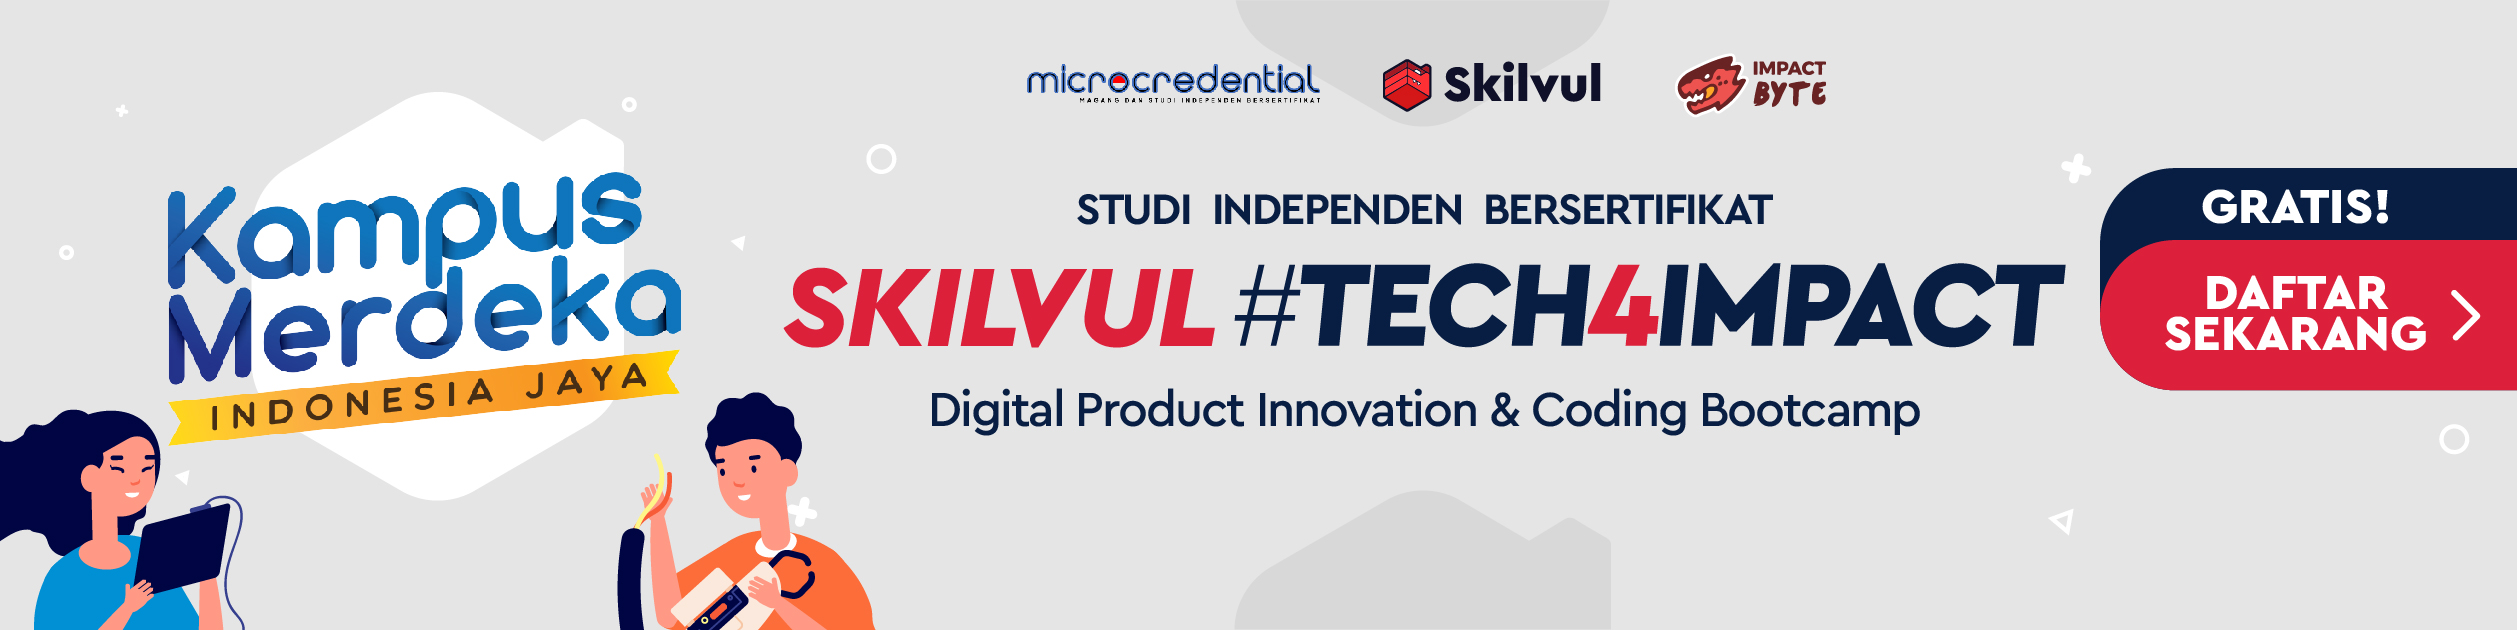 Kampus
Merdeka
INDONESIA JAYA
microcredential
MAGANG DAN STUDI INDEPENDEN BERSERTIFIKAT
Skilvul
IMPACT
BYTE
STUDI INDEPENDEN BERSERTIFIKAT
SKILVUL #TECH4IMPACT
Digital Product Innovation & Coding Bootcamp
GRATIS!
DAFTAR
SEKARANG